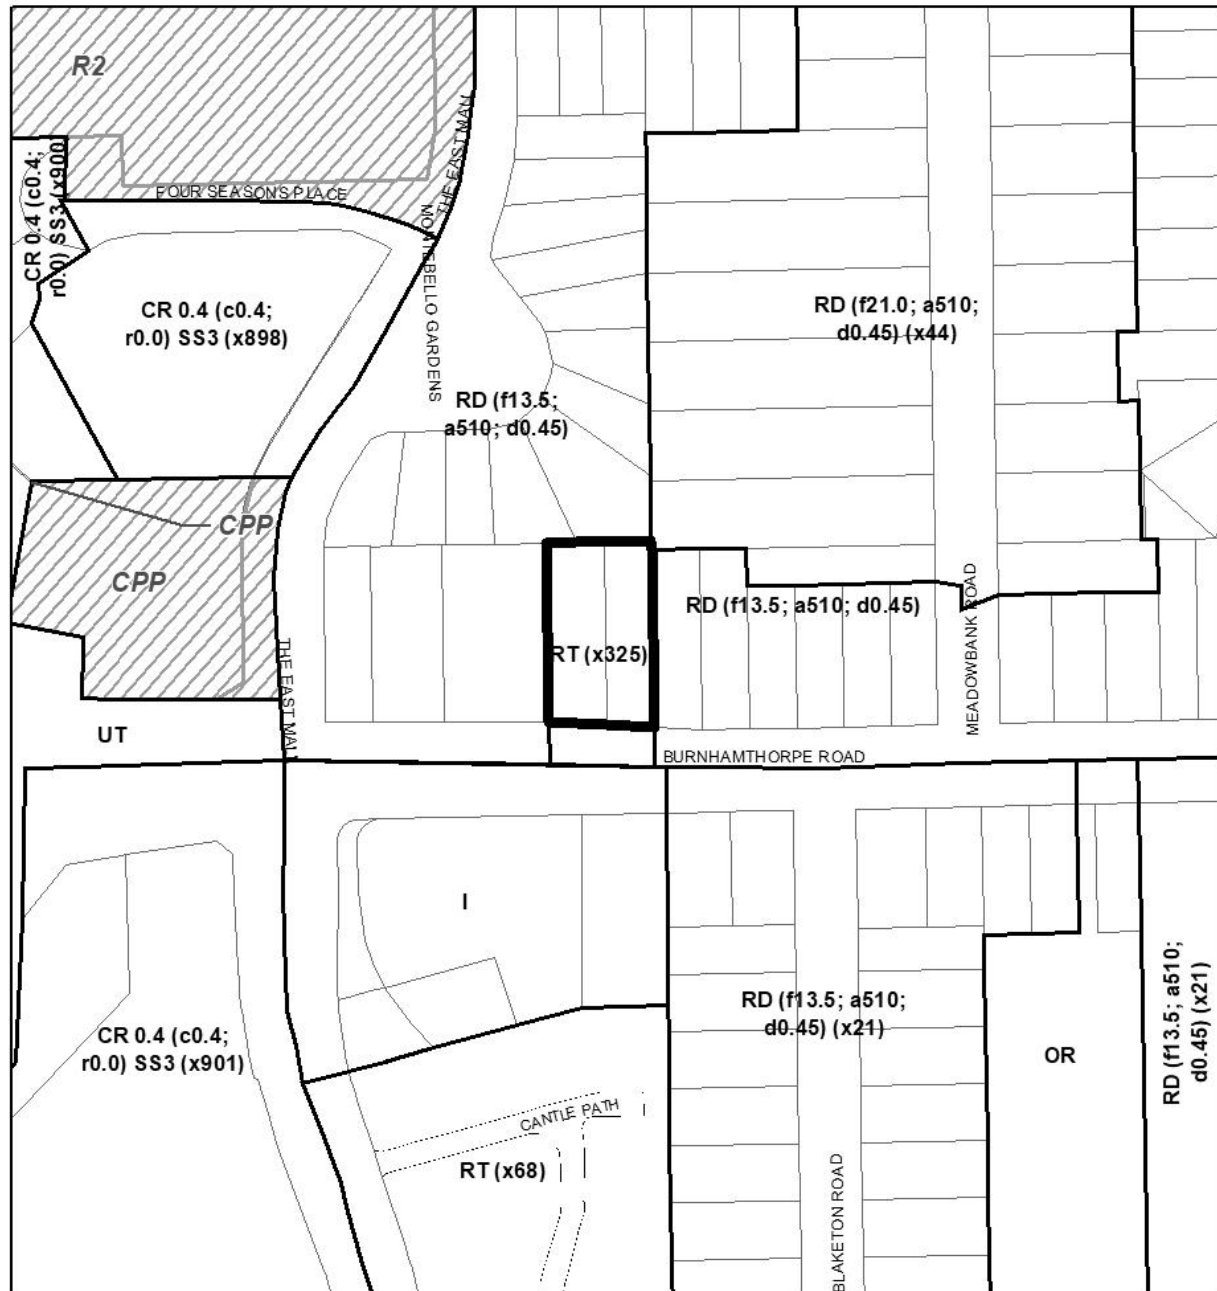 R2
THE EAST MALL
CR 0.4 (c0.4;
r0.0) SS3 (x900)
FOUR SEASONS PLACE
MONTEBELLO GARDENS
CR 0.4 (c0.4;
r0.0) SS3 (x898)
RD (f21.0; a510;
d0.45) (x44)
RD (f13.5;
a510; d0.45)
CPP
CPP
RD (f13.5; a510; d0.45)
MEADOWBANK ROAD
RT (x325)
THE EAST MALL
UT
BURNHAMTHORPE ROAD
I
RD (f13.5; a510;
d0.45) (x21)
RD (f13.5; a510;
d0.45) (x21)
CR 0.4 (c0.4;
r0.0) SS3 (x901)
OR
CANTLE PATH
RT (x68)
BLAKETON ROAD